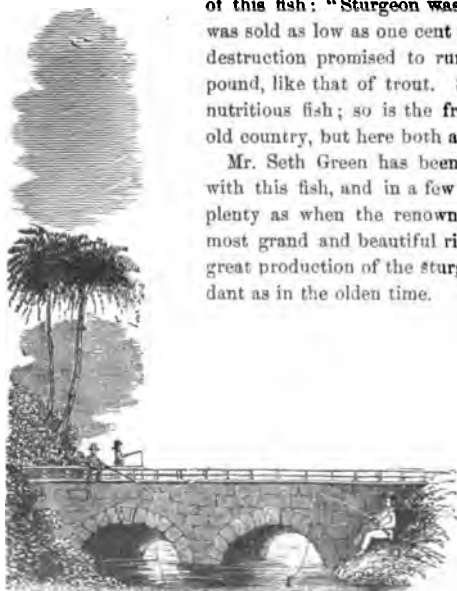 of this fish: "Sturgeon was
was sold as low as one cent
destruction promised to run
pound, like that of trout.
nutritious fish; so is the fr
old country, but here both a
Mr. Seth Green has been
with this fish, and in a few
plenty as when the renown
most grand and beautiful ri
great production of the sturg
dant as in the olden time.